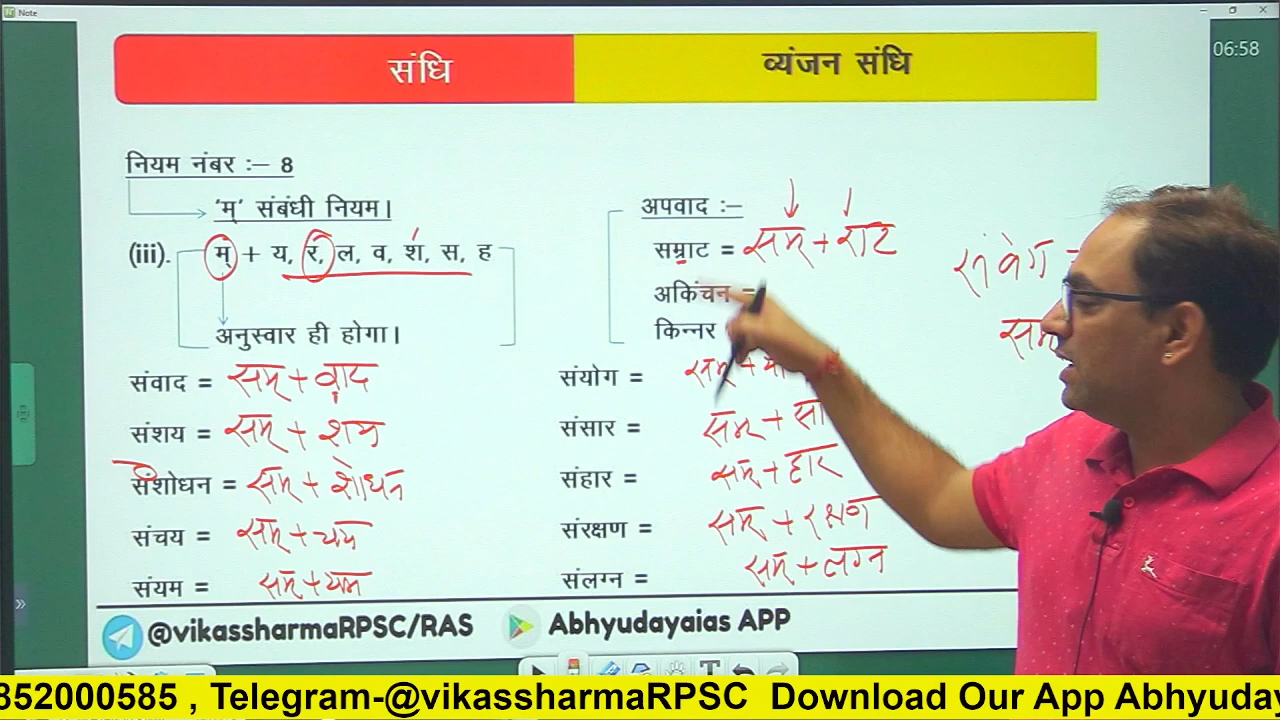 Note
06:58
संधि
व्यंजन संधि
नियम नंबर :– 8
'म्' संबंधी नियम।
(iii). म् + य, र, ल, व, श, स, ह
अनुस्वार ही होगा।
संवाद = सम् + वाद
संशय = सम् + शय
संशोधन = सम् + शोधन
संचय = सम् + चय
संयम = सम् + यम
अपवाद :–
सम्राट = सम् + राट
अकिंचन =
किन्नर
संयोग = सम् +
संसार = सम् + सा
संहार = सम् + हार
संरक्षण = सम् + रक्षण
संलग्न = सम् + लग्न
संवेग =
@vikassharmaRPSC/RAS
Abhyudayaias APP
852000585 , Telegram-@vikassharmaRPSC Download Our App Abhyuday